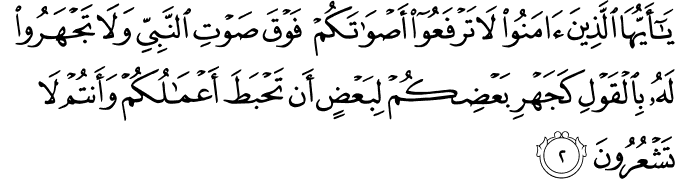 يَٰٓأَيُّهَا ٱلَّذِينَ ءَامَنُوا۟ لَا تَرْفَعُوٓا۟ أَصْوَٰتَكُمْ فَوْقَ صَوْتِ ٱلنَّبِىِّ وَلَا تَجْهَرُوا۟
لَهُۥ بِٱلْقَوْلِ كَجَهْرِ بَعْضِكُمْ لِبَعْضٍ أَن تَحْبَطَ أَعْمَٰلُكُمْ وَأَنتُمْ لَا
تَشْعُرُونَ ٢